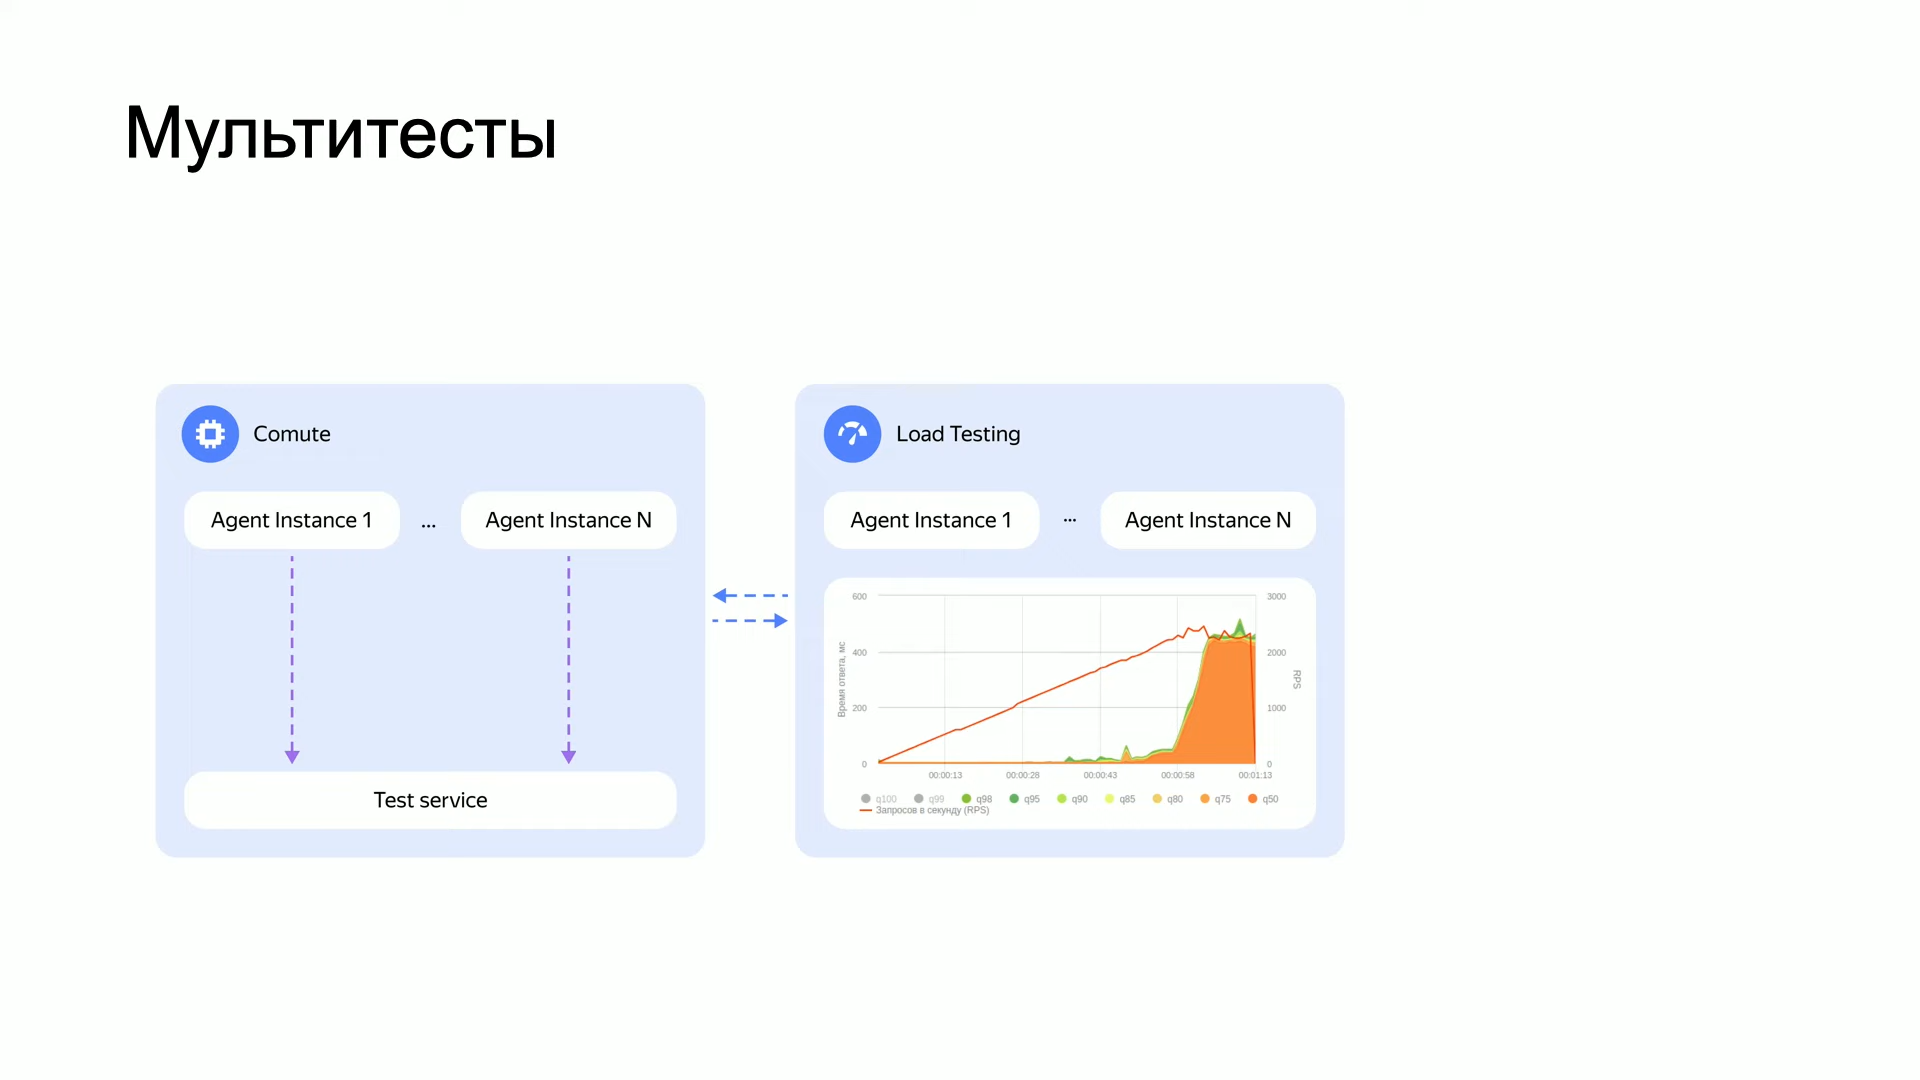 Мультитесты
Comute
Agent Instance 1
...
Agent Instance N
Test service
Load Testing
Agent Instance 1
...
Agent Instance N
600
400
200
0
Время ответа, мс
3000
2000
1000
0
RPS
00:00:13
00:00:28
00:00:43
00:00:58
00:01:13
q100
q99
q98
q95
q90
q85
q80
q75
q50
Запросов в секунду (RPS)